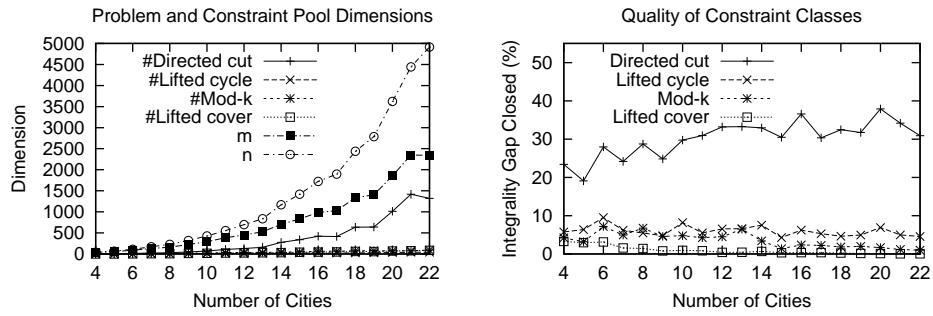 Problem and Constraint Pool Dimensions
5000
4500
4000
3500
3000
2500
2000
1500
1000
500
0
Dimension
#Directed cut
#Lifted cycle
#Mod-k
#Lifted cover
m
n
4 6 8 10 12 14 16 18 20 22
Number of Cities
Quality of Constraint Classes
50
40
30
20
10
0
Integrality Gap Closed (%)
Directed cut
Lifted cycle
Mod-k
Lifted cover
4 6 8 10 12 14 16 18 20 22
Number of Cities